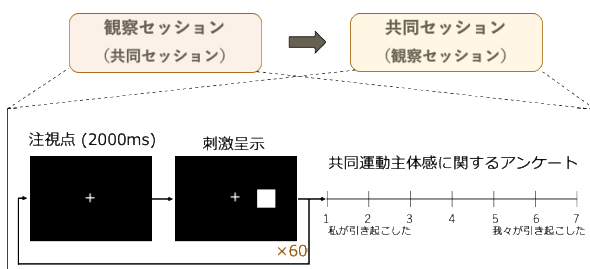 観察セッション
（共同セッション）
共同セッション
（観察セッション）
注視点 (2000ms)
刺激呈示
共同運動主体感に関するアンケート
×60
1 2 3 4 5 6 7
私が引き起こした
我々が引き起こした